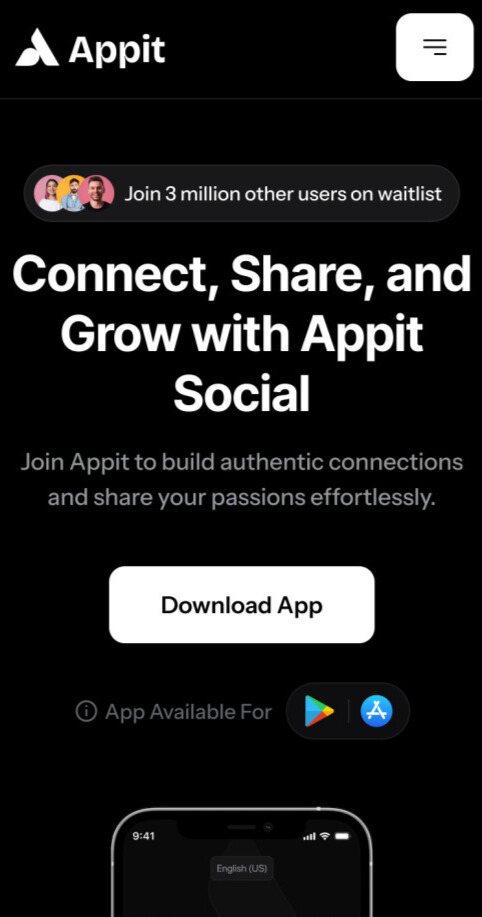 Appit
Join 3 million other users on waitlist
Connect, Share, and
Grow with Appit
Social
Join Appit to build authentic connections
and share your passions effortlessly.
Download App
App Available For
9:41
English (US)